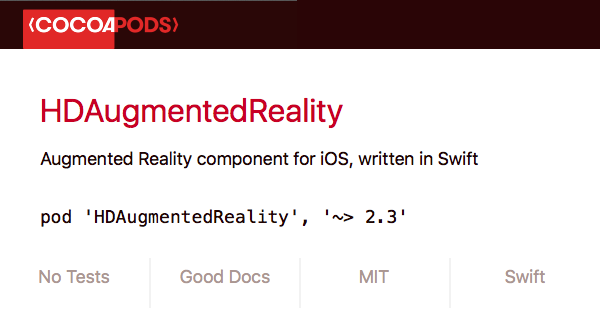 ⟨COCOAPODS⟩
HDAugmentedReality
Augmented Reality component for iOS, written in Swift
pod 'HDAugmentedReality', '~> 2.3'
No Tests
Good Docs
MIT
Swift